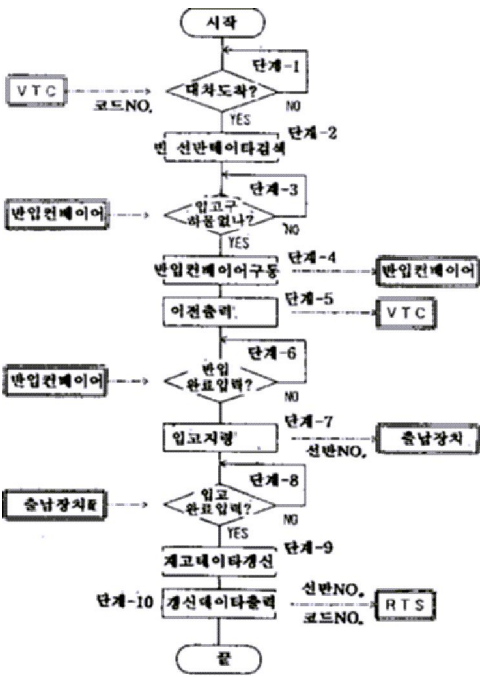 시작
단계-1
VTC
대차도착?
코드NO.
NO
YES
단계-2
빈 선반데이타검색
단계-3
반입컨베이어
입고구
하물없나?
NO
YES
단계-4
반입컨베이어구동
반입컨베이어
단계-5
이전출력
VTC
단계-6
반입컨베이어
반입
완료입력?
NO
단계-7
입고지령
출납장치
선반NO.
단계-8
출납장치
입고
완료입력?
NO
YES
단계-9
재고데이타갱신
단계-10
갱신데이타출력
선반NO.
코드NO.
RTS
끝